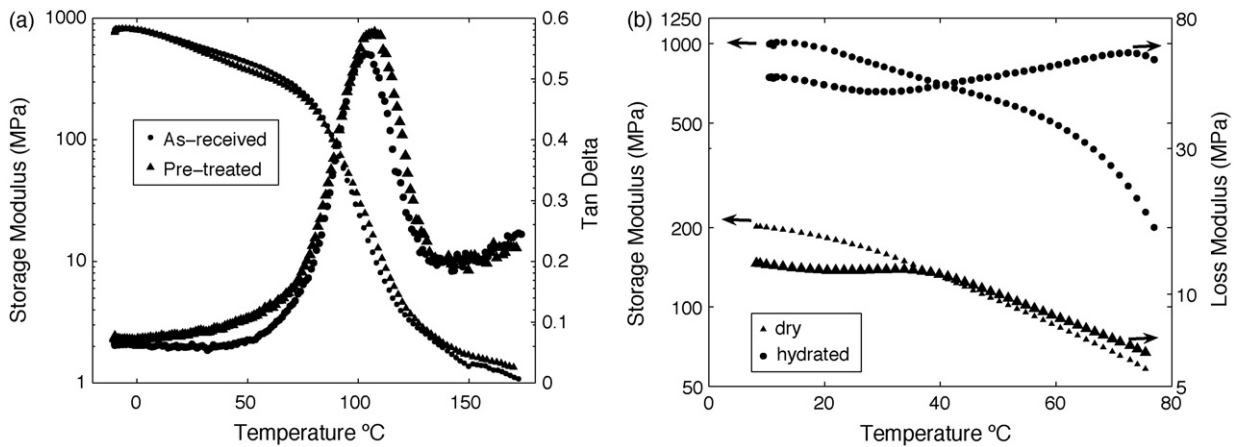 (a)
1000
100
10
1
Storage Modulus (MPa)
As−received
Pre−treated
0.6
0.5
0.4
0.3
0.2
0.1
0
Tan Delta
0
50
100
150
Temperature ºC
(b)
1250
1000
500
200
100
50
Storage Modulus (MPa)
dry
hydrated
80
30
10
5
Loss Modulus (MPa)
0
20
40
60
80
Temperature ºC